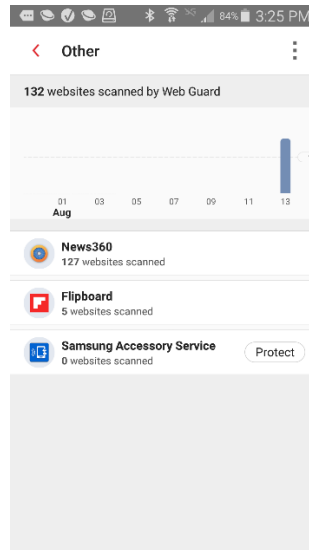 84% 3:25 PM
Other
132 websites scanned by Web Guard
01 03 05 07 09 11 13
Aug
News360
127 websites scanned
Flipboard
5 websites scanned
Samsung Accessory Service
0 websites scanned
Protect